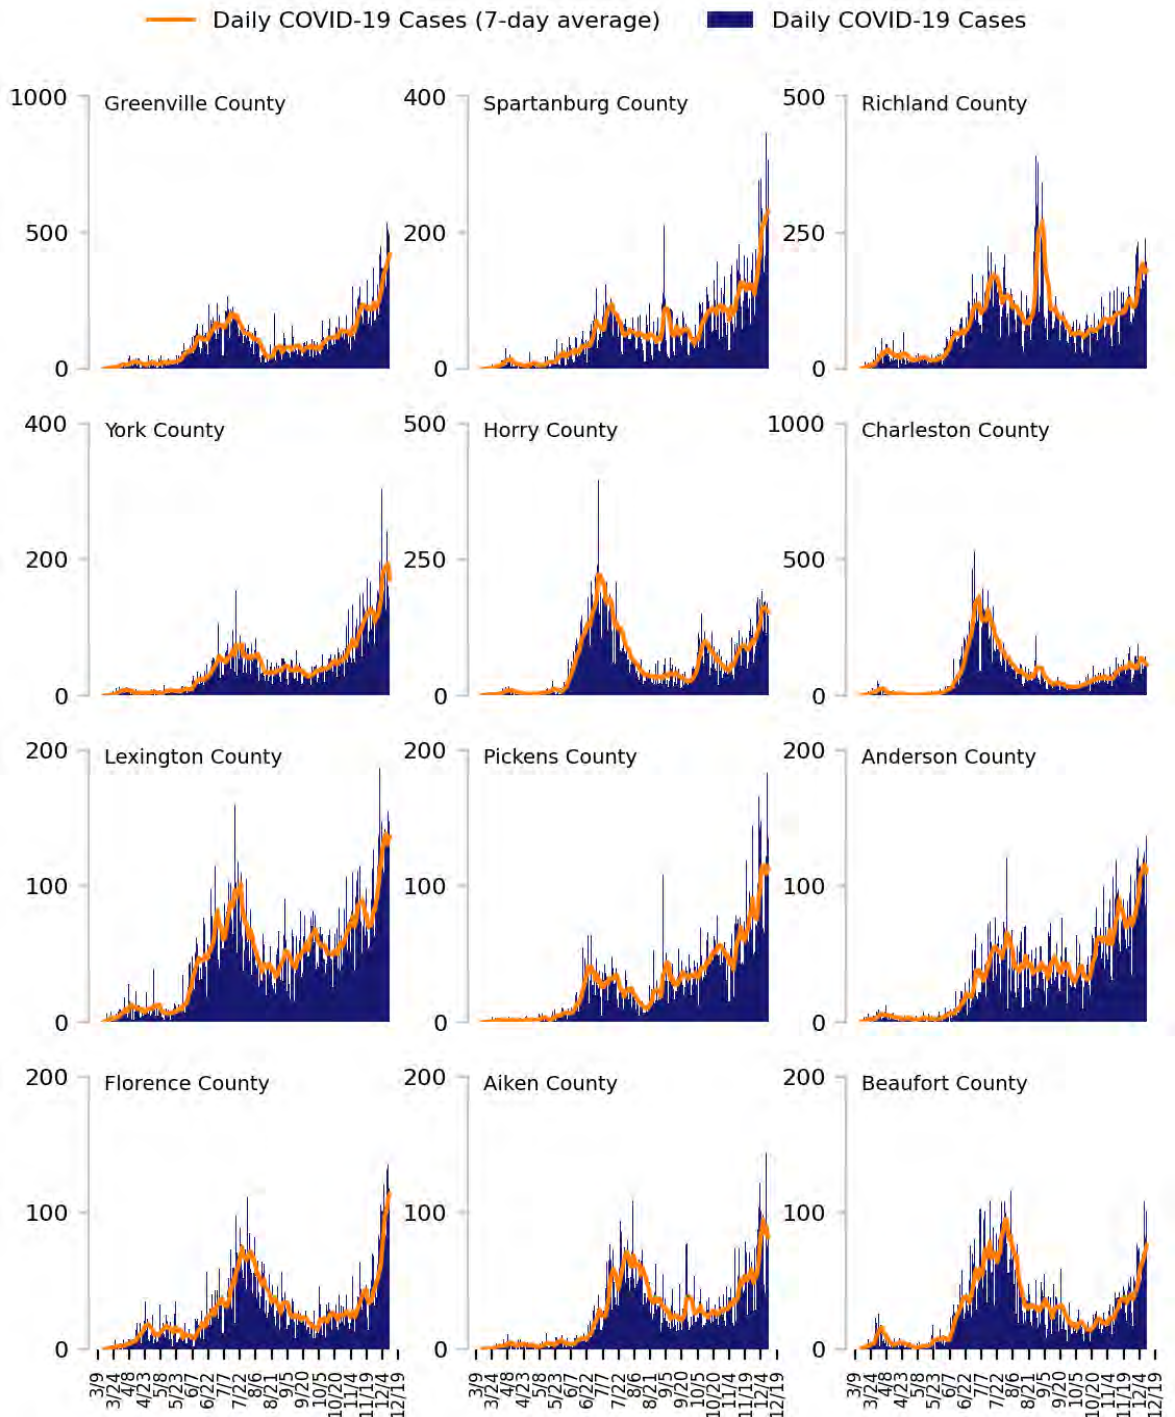 Daily COVID-19 Cases (7-day average) Daily COVID-19 Cases
1000 Greenville County 400 Spartanburg County 500 Richland County
500 200 250
0 0 0
400 York County 500 Horry County 1000 Charleston County
200 250 500
0 0 0
200 Lexington County 200 Pickens County 200 Anderson County
100 100 100
0 0 0
200 Florence County 200 Aiken County 200 Beaufort County
100 100 100
0 0 0
3/9 3/24 4/8 4/23 5/8 5/23 6/7 6/22 7/7 7/22 8/6 8/21 9/5 9/20 10/5 10/20 11/4 11/19 12/4 12/19 3/9 3/24 4/8 4/23 5/8 5/23 6/7 6/22 7/7 7/22 8/6 8/21 9/5 9/20 10/5 10/20 11/4 11/19 12/4 12/19 3/9 3/24 4/8 4/23 5/8 5/23 6/7 6/22 7/7 7/22 8/6 8/21 9/5 9/20 10/5 10/20 11/4 11/19 12/4 12/19